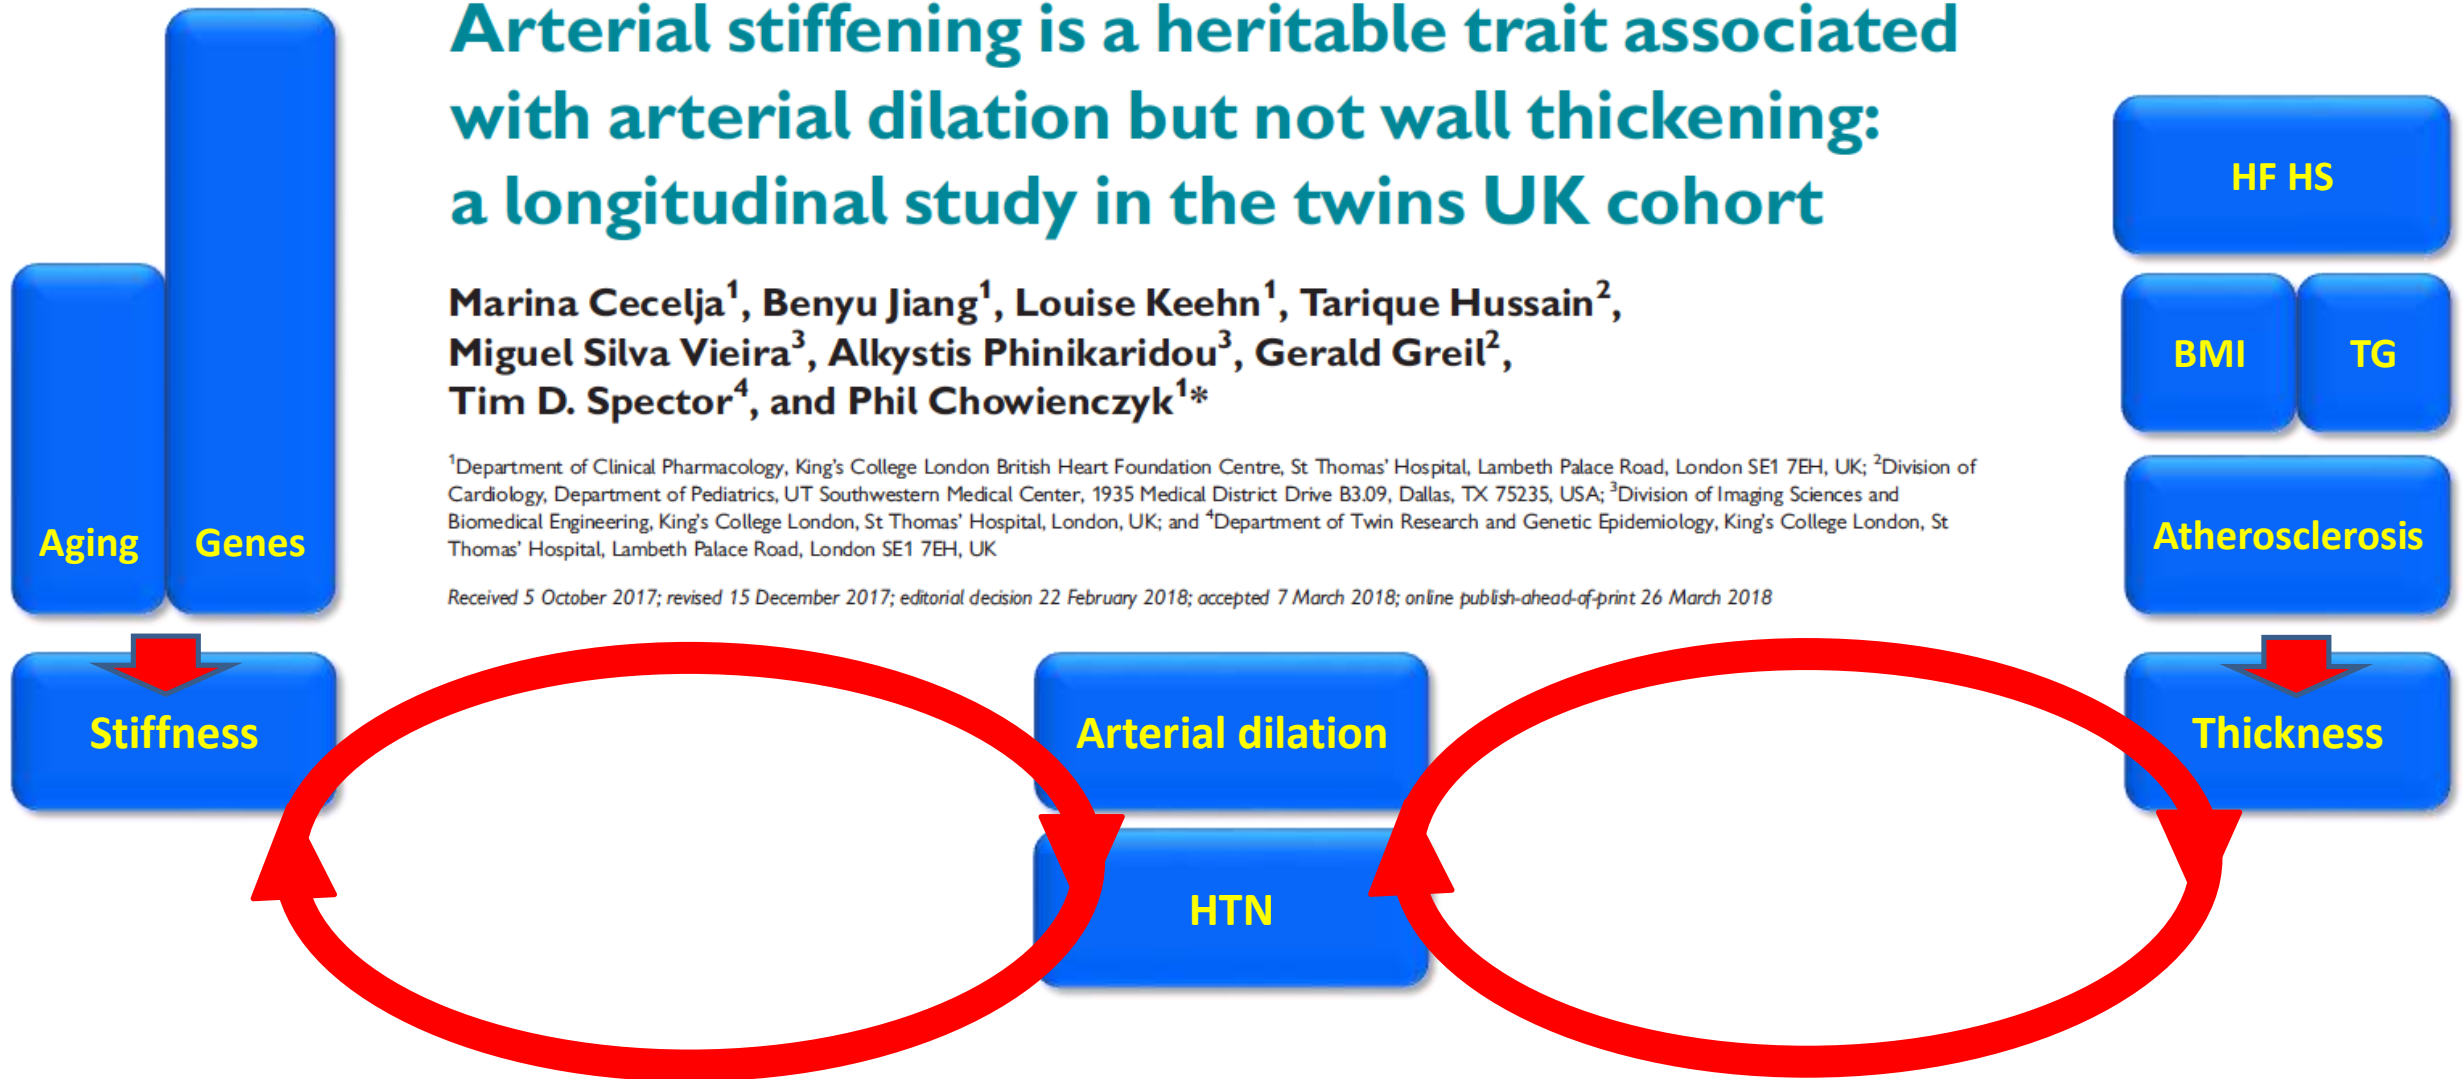 Arterial stiffening is a heritable trait associated
with arterial dilation but not wall thickening:
a longitudinal study in the twins UK cohort
Marina Cecelja1, Benyu Jiang1, Louise Keehn1, Tarique Hussain2,
Miguel Silva Vieira3, Alkystis Phinikaridou3, Gerald Greil2,
Tim D. Spector4, and Phil Chowienczyk1*
1Department of Clinical Pharmacology, King's College London British Heart Foundation Centre, St Thomas' Hospital, Lambeth Palace Road, London SE1 7EH, UK; 2Division of
Cardiology, Department of Pediatrics, UT Southwestern Medical Center, 1935 Medical District Drive B3.09, Dallas, TX 75235, USA; 3Division of Imaging Sciences and
Biomedical Engineering, King's College London, St Thomas' Hospital, London, UK; and 4Department of Twin Research and Genetic Epidemiology, King's College London, St
Thomas' Hospital, Lambeth Palace Road, London SE1 7EH, UK
Received 5 October 2017; revised 15 December 2017; editorial decision 22 February 2018; accepted 7 March 2018; online publish-ahead-of-print 26 March 2018
Aging
Genes
Stiffness
Arterial dilation
HTN
HF HS
BMI
TG
Atherosclerosis
Thickness